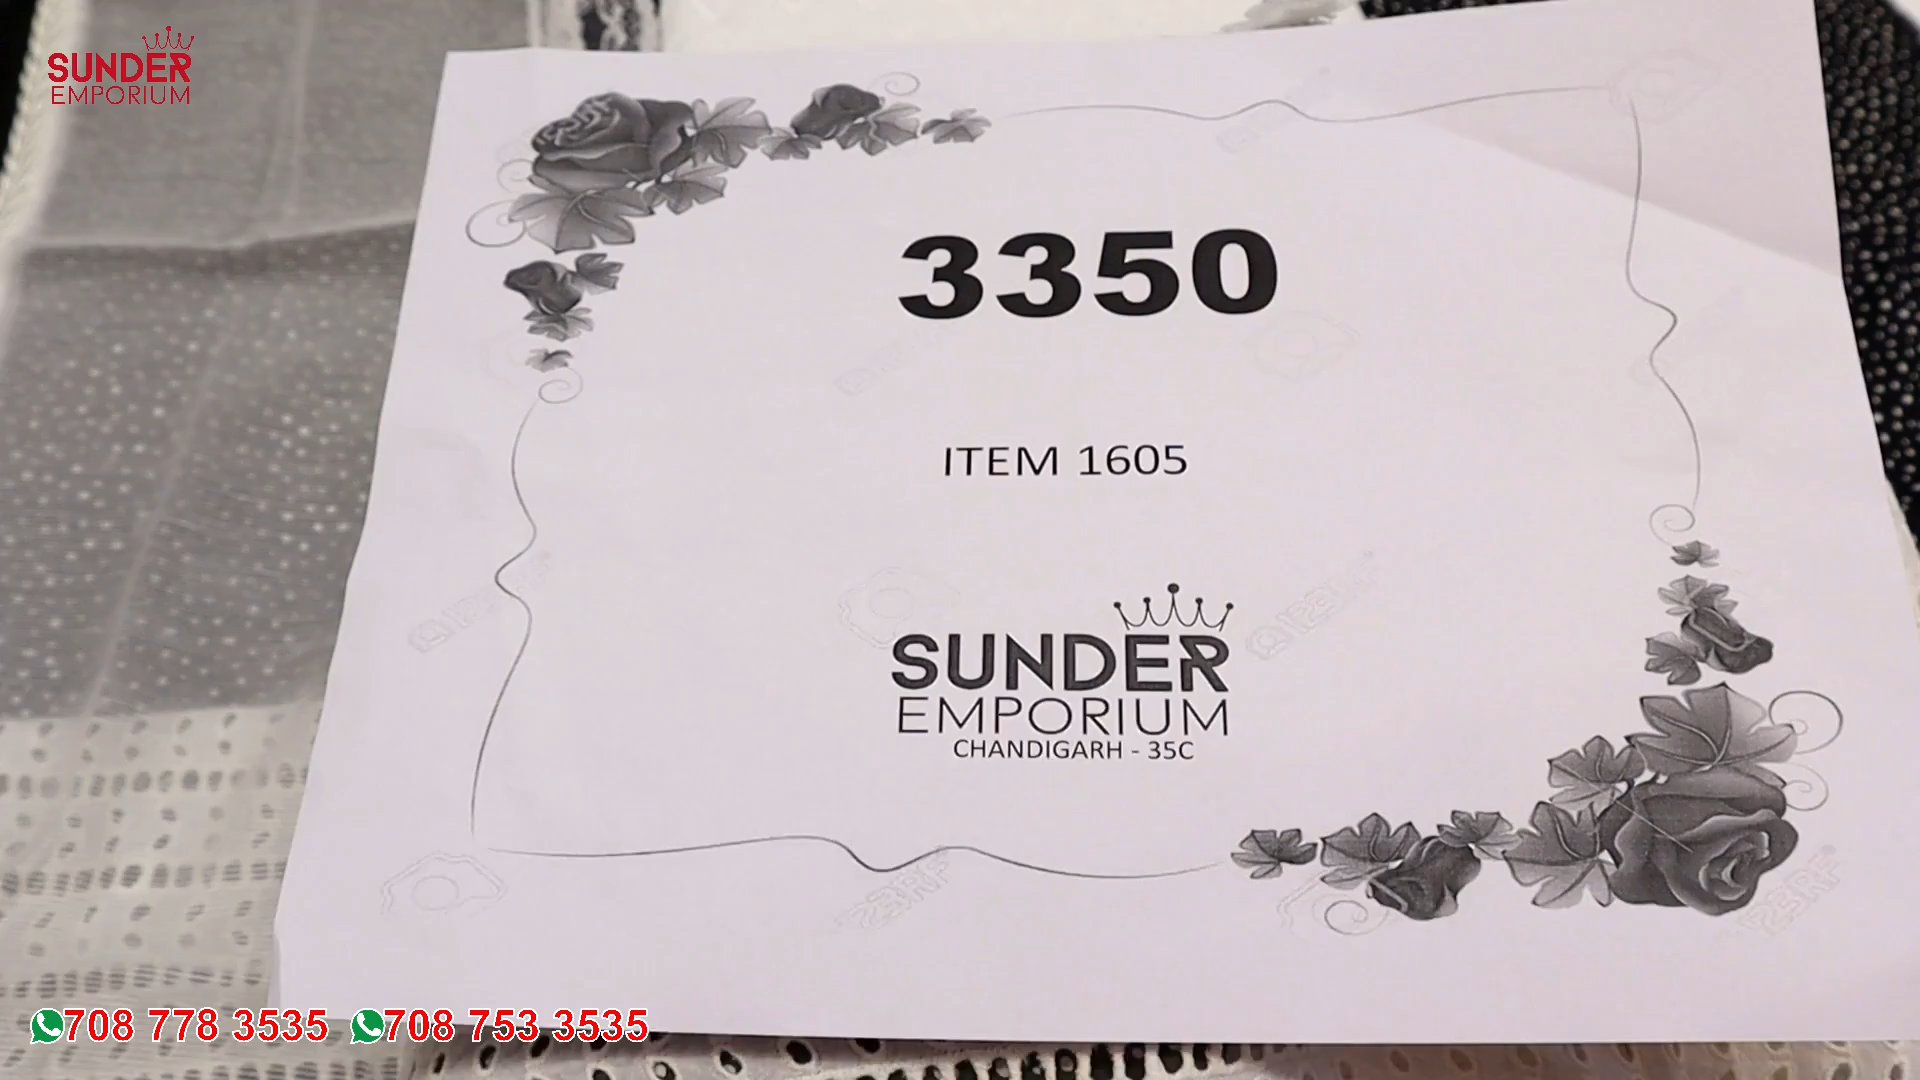 SUNDER
EMPORIUM
3350
ITEM 1605
SUNDER
EMPORIUM
CHANDIGARH - 35C
708 778 3535 708 753 3535